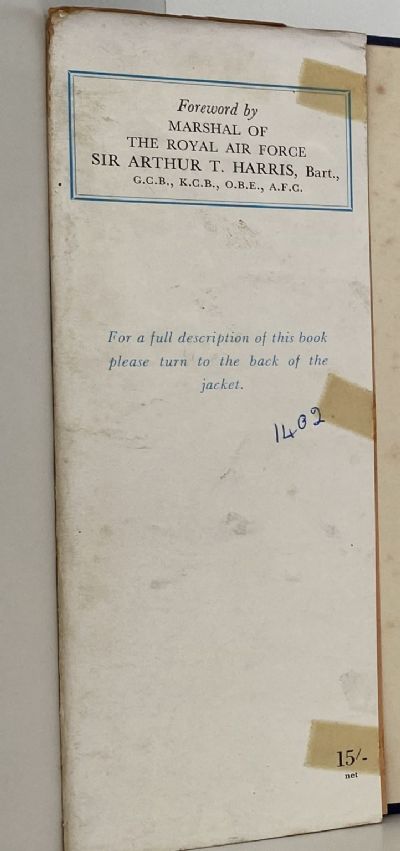 Foreword by
MARSHAL OF
THE ROYAL AIR FORCE
SIR ARTHUR T. HARRIS, Bart.,
G.C.B., K.C.B., O.B.E., A.F.C.
For a full description of this book
please turn to the back of the
jacket.
1402
15/-
net